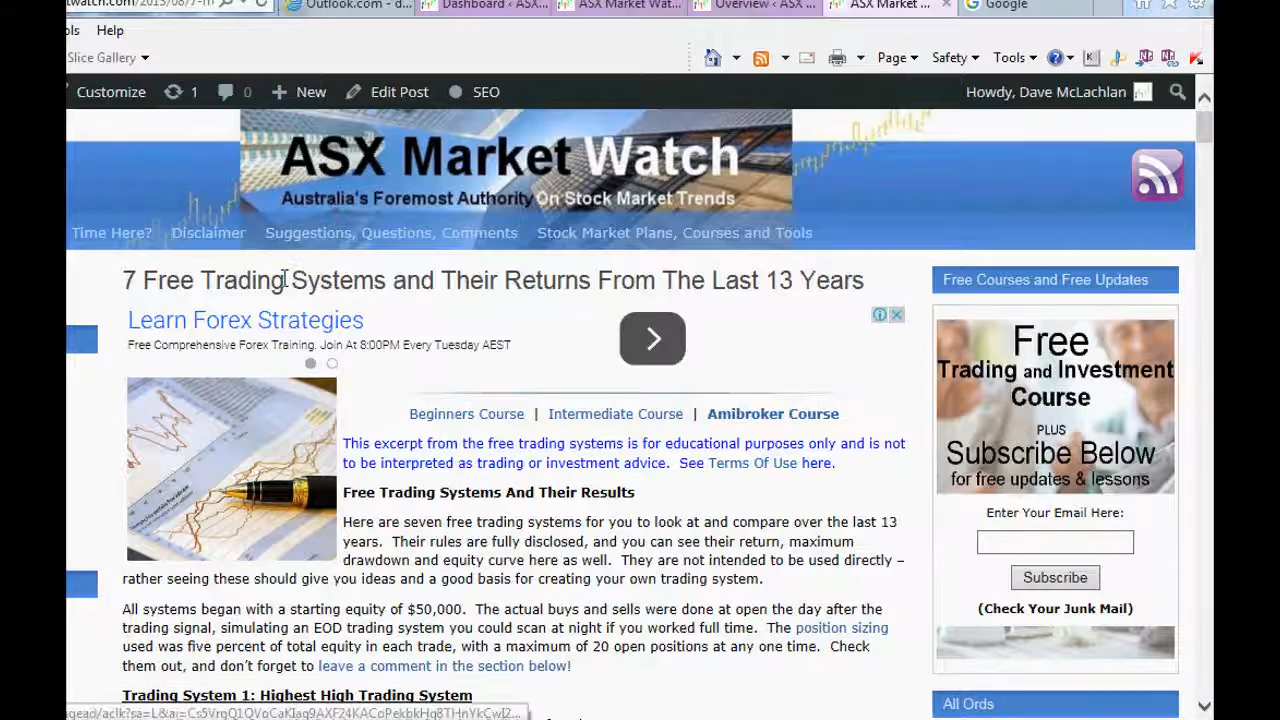 twatch.com/2013/08/7-fr
Outlook.com - d...
Dashboard ‹ ASX...
ASX Market Wat...
Overview ‹ ASX ...
ASX Market ...
Google
ols Help
Slice Gallery
Page Safety Tools
Customize 1 0 New Edit Post SEO Howdy, Dave McLachlan
ASX Market Watch
Australia's Foremost Authority On Stock Market Trends
Time Here? Disclaimer Suggestions, Questions, Comments Stock Market Plans, Courses and Tools
7 Free Trading Systems and Their Returns From The Last 13 Years
Learn Forex Strategies
Free Comprehensive Forex Training. Join At 8:00PM Every Tuesday AEST
Beginners Course | Intermediate Course | Amibroker Course
This excerpt from the free trading systems is for educational purposes only and is not
to be interpreted as trading or investment advice. See Terms Of Use here.
Free Trading Systems And Their Results
Here are seven free trading systems for you to look at and compare over the last 13
years. Their rules are fully disclosed, and you can see their return, maximum
drawdown and equity curve here as well. They are not intended to be used directly –
rather seeing these should give you ideas and a good basis for creating your own trading system.
All systems began with a starting equity of $50,000. The actual buys and sells were done at open the day after the
trading signal, simulating an EOD trading system you could scan at night if you worked full time. The position sizing
used was five percent of total equity in each trade, with a maximum of 20 open positions at any one time. Check
them out, and don't forget to leave a comment in the section below!
Trading System 1: Highest High Trading System
Free Courses and Free Updates
Free
Trading and Investment
Course
PLUS
Subscribe Below
for free updates & lessons
Enter Your Email Here:
Subscribe
(Check Your Junk Mail)
All Ords